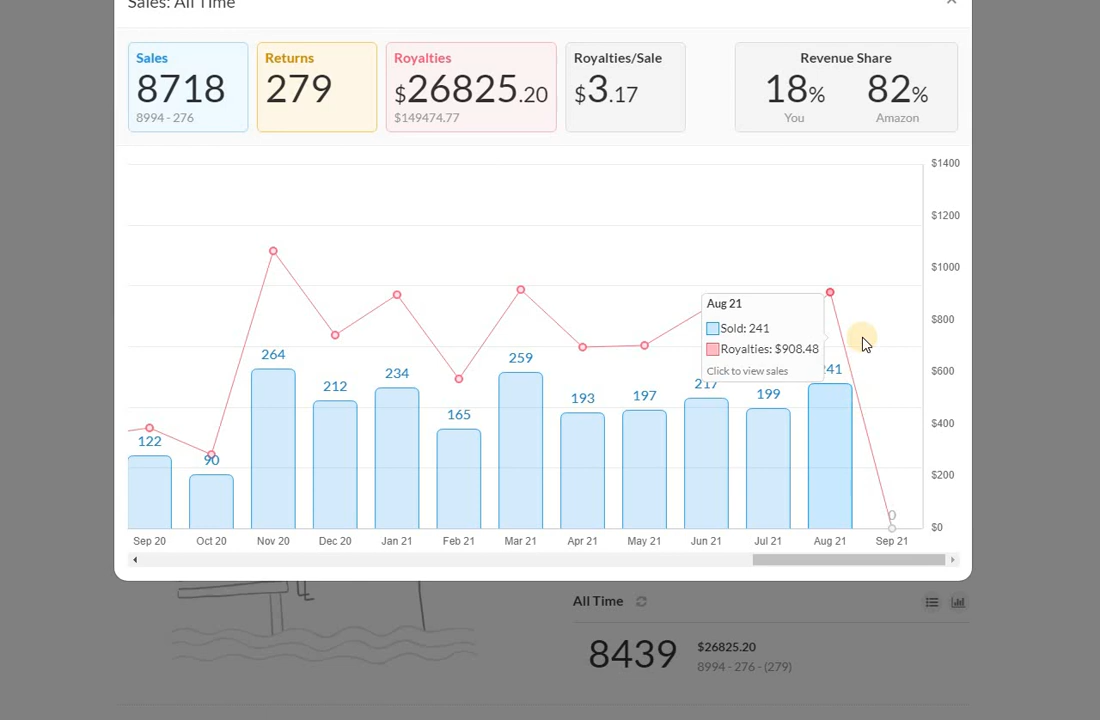 Sales: All Time
Sales
8718
8994 - 276
Returns
279
Royalties
$26825.20
$149474.77
Royalties/Sale
$3.17
Revenue Share
18%
82%
You
Amazon
$1400
$1200
$1000
$800
$600
$400
$200
$0
122
90
264
212
234
165
259
193
197
217
199
241
0
Aug 21
Sold: 241
Royalties: $908.48
Click to view sales
Sep 20
Oct 20
Nov 20
Dec 20
Jan 21
Feb 21
Mar 21
Apr 21
May 21
Jun 21
Jul 21
Aug 21
Sep 21
All Time
8439
$26825.20
8994 - 276 - (279)